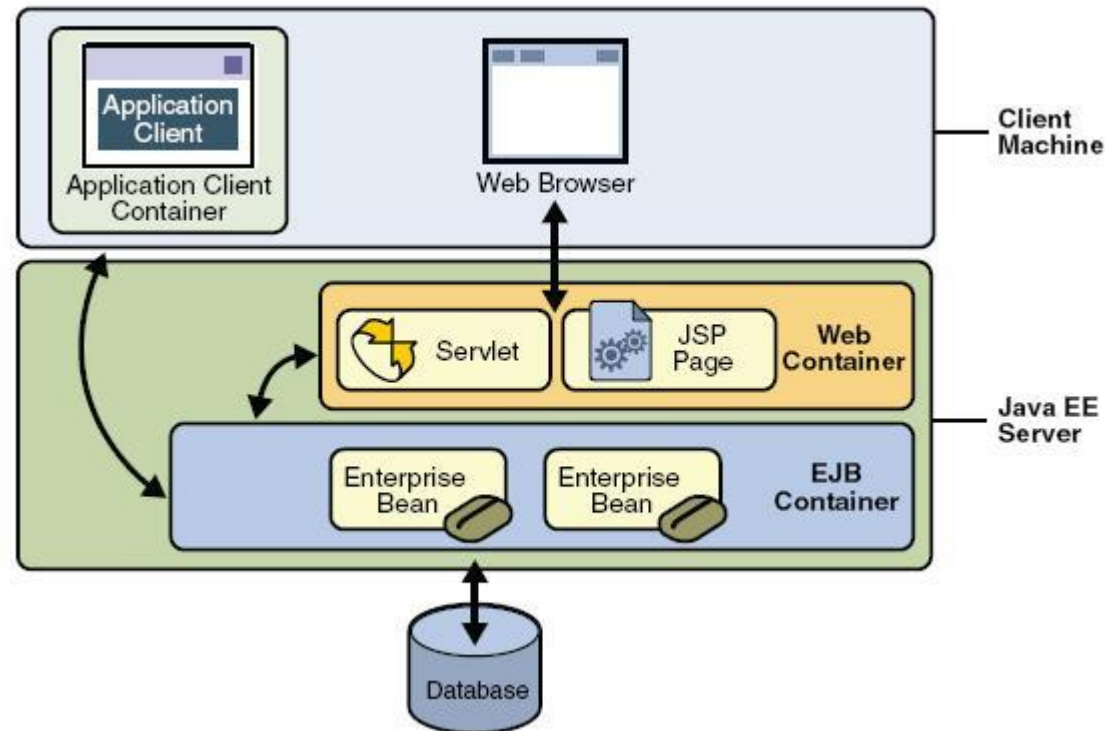 Application
Client
Application Client
Container
Web Browser
Client
Machine
Servlet
JSP
Page
Web
Container
Java EE
Server
Enterprise
Bean
Enterprise
Bean
EJB
Container
Database